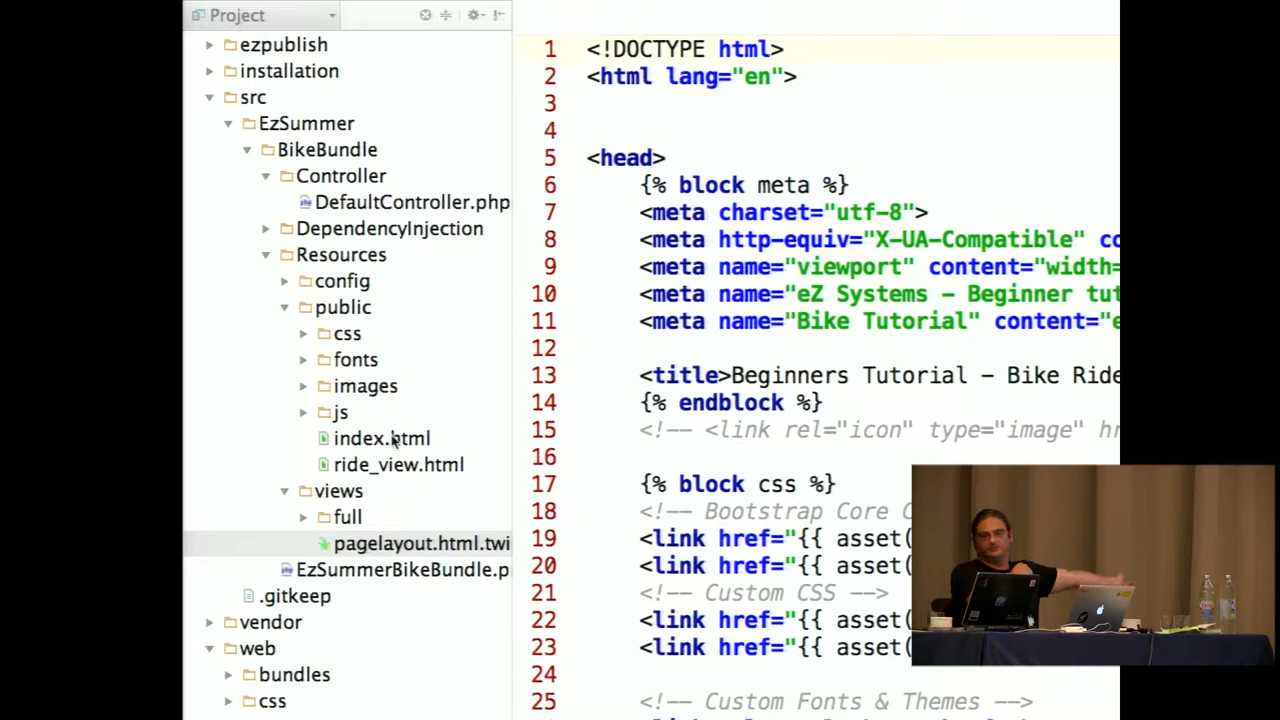 Project
ezpublish
installation
src
EzSummer
BikeBundle
Controller
DefaultController.php
DependencyInjection
Resources
config
public
css
fonts
images
js
index.html
ride_view.html
views
full
pagelayout.html.twi
EzSummerBikeBundle.p
.gitkeep
vendor
web
bundles
css
1 <!DOCTYPE html>
2 <html lang="en">
3
4
5 <head>
6 {% block meta %}
7 <meta charset="utf-8">
8 <meta http-equiv="X-UA-Compatible" co
9 <meta name="viewport" content="width=
10 <meta name="eZ Systems – Beginner tut
11 <meta name="Bike Tutorial" content="e
12
13 <title>Beginners Tutorial – Bike Ride
14 {% endblock %}
15 <!-- <link rel="icon" type="image" hr
16
17 {% block css %}
18 <!-- Bootstrap Core C
19 <link href="{{ asset(
20 <link href="{{ asset(
21 <!-- Custom CSS -->
22 <link href="{{ asset(
23 <link href="{{ asset(
24
25 <!-- Custom Fonts & Themes -->